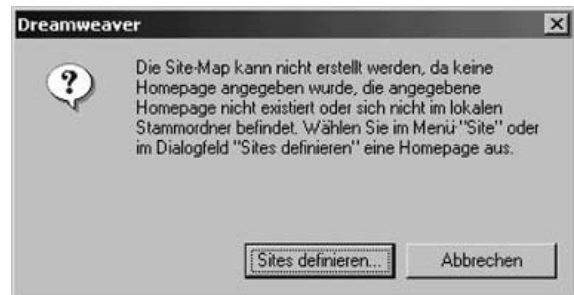 Dreamweaver
Die Site-Map kann nicht erstellt werden, da keine
Homepage angegeben wurde, die angegebene
Homepage nicht existiert oder sich nicht im lokalen
Stammordner befindet. Wählen Sie im Menü "Site" oder
im Dialogfeld "Sites definieren" eine Homepage aus.
Sites definieren...
Abbrechen